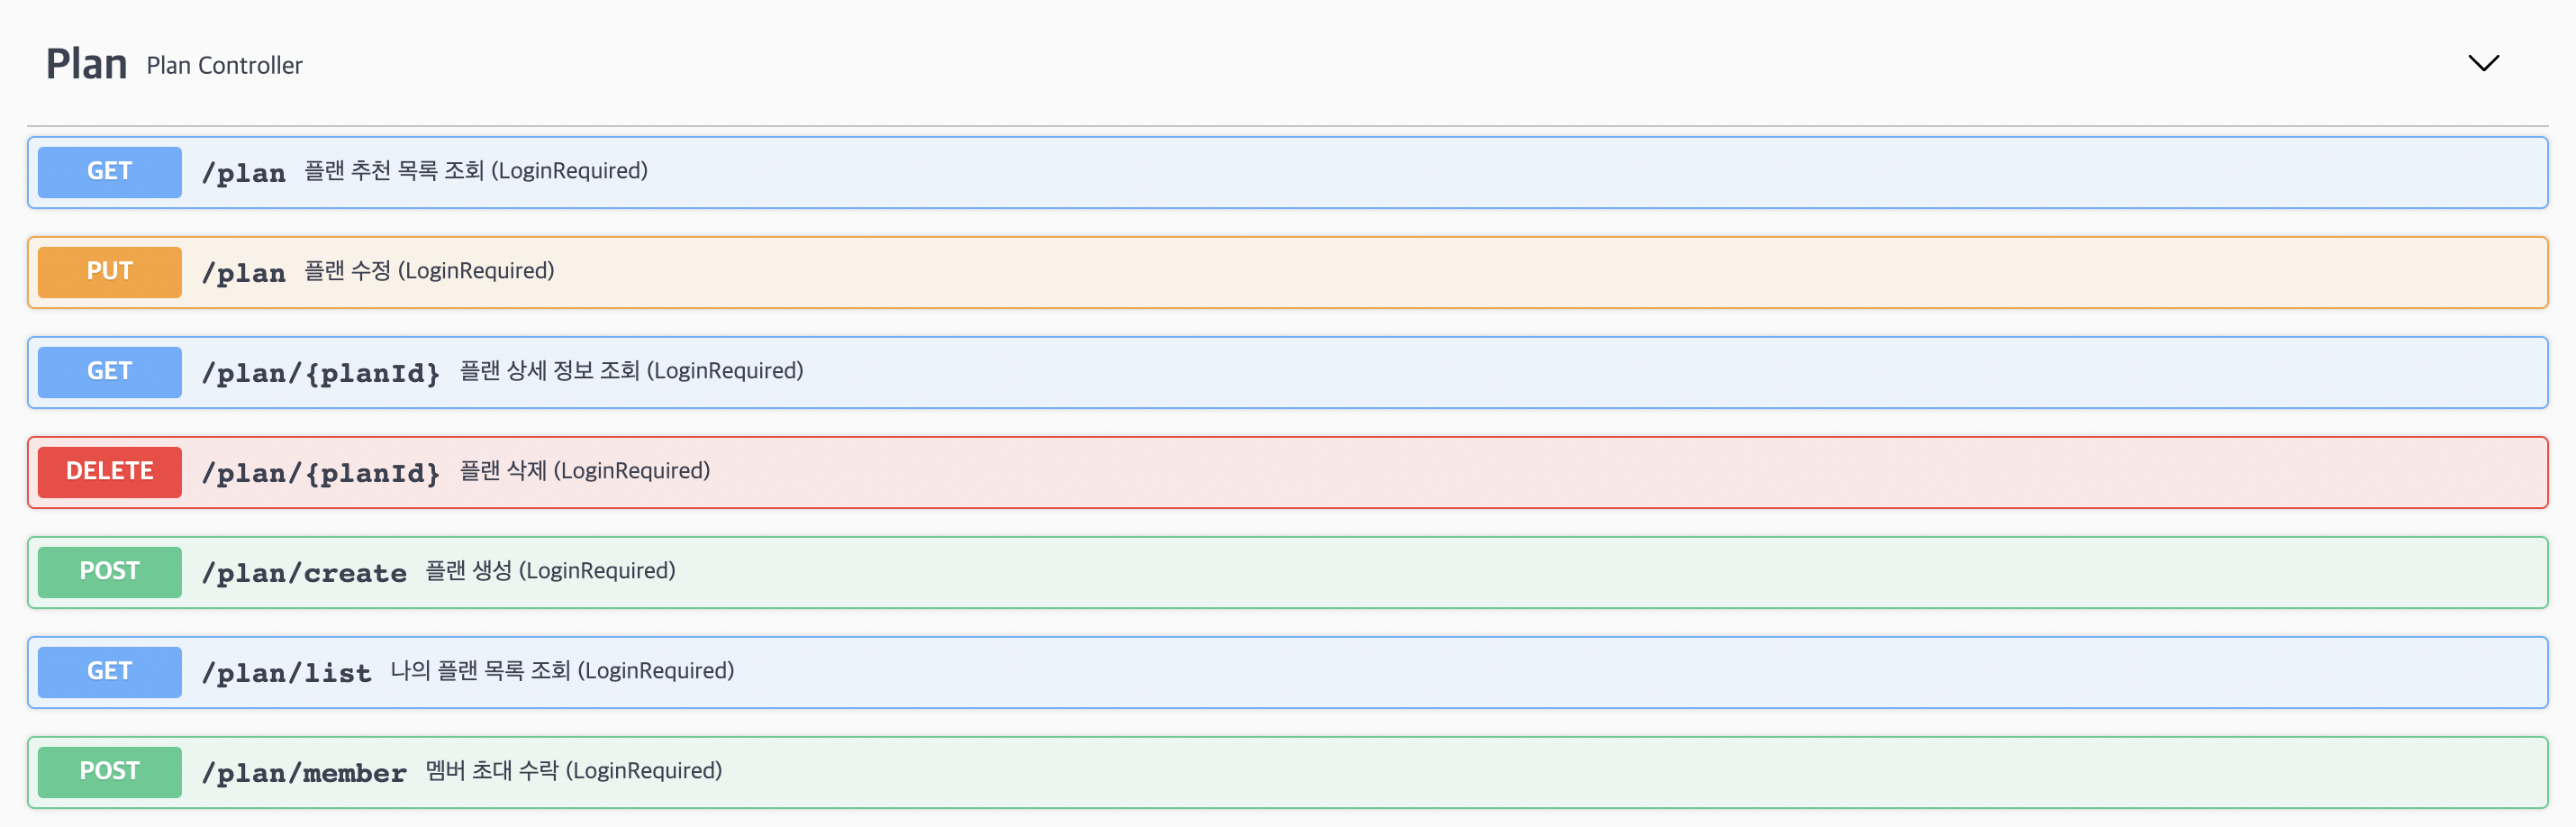 Plan Plan Controller
GET /plan 플랜 추천 목록 조회 (LoginRequired)
PUT /plan 플랜 수정 (LoginRequired)
GET /plan/{planId} 플랜 상세 정보 조회 (LoginRequired)
DELETE /plan/{planId} 플랜 삭제 (LoginRequired)
POST /plan/create 플랜 생성 (LoginRequired)
GET /plan/list 나의 플랜 목록 조회 (LoginRequired)
POST /plan/member 멤버 초대 수락 (LoginRequired)